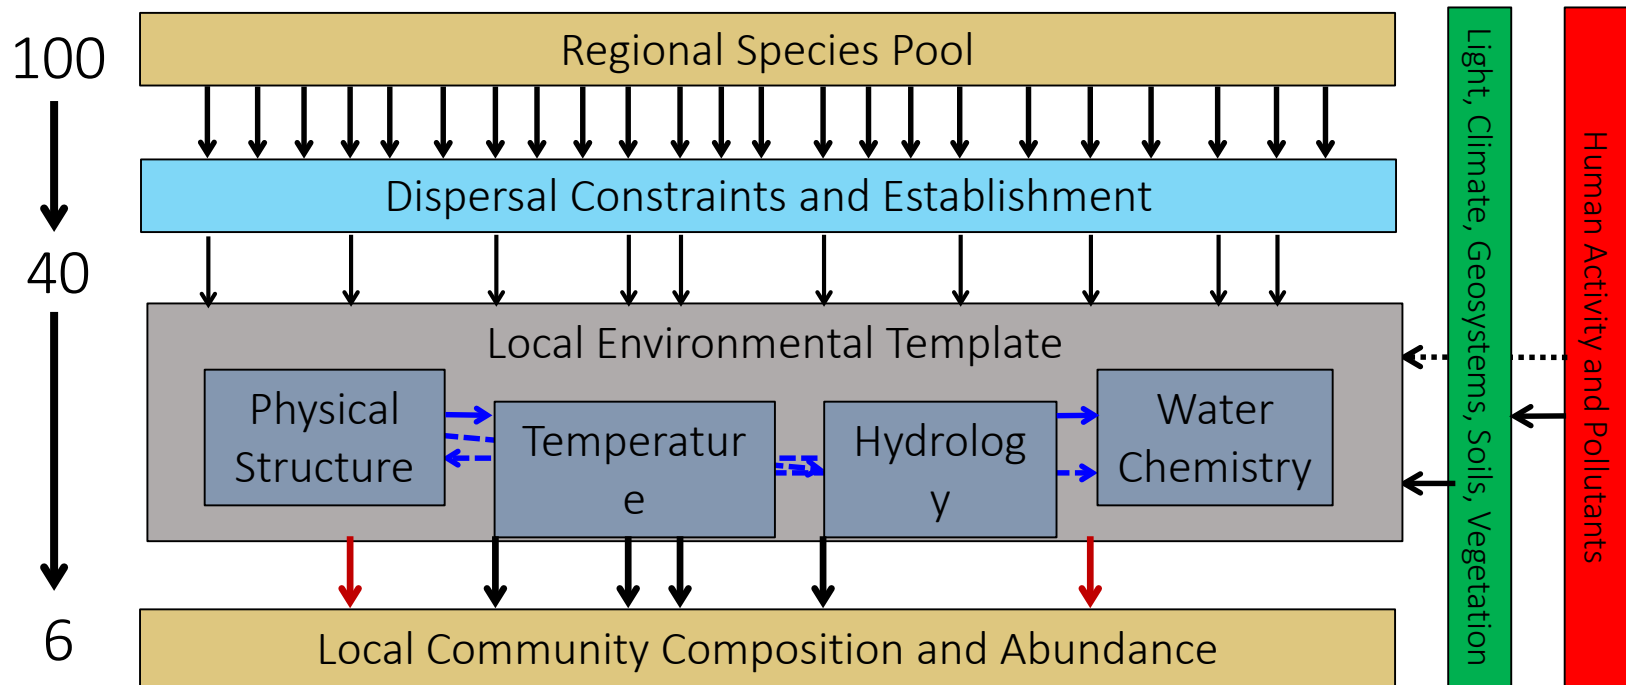 100
Regional Species Pool
Dispersal Constraints and Establishment
40
Local Environmental Template
Physical
Structure
Temperatur
e
Hydrolog
y
Water
Chemistry
6
Local Community Composition and Abundance
Light, Climate, Geosystems, Soils, Vegetation
Human Activity and Pollutants